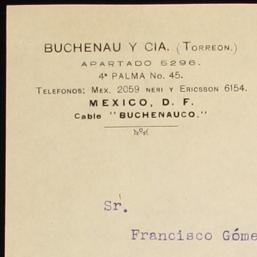 BUCHENAU Y CIA. (TORREON.)
APARTADO 5296.
4ª PALMA No. 45.
TELEFONOS: MEX. 2059 NERI Y ERICSSON 6154.
MEXICO, D. F.
Cable "BUCHENAUCO."
Sr.
Francisco Góme